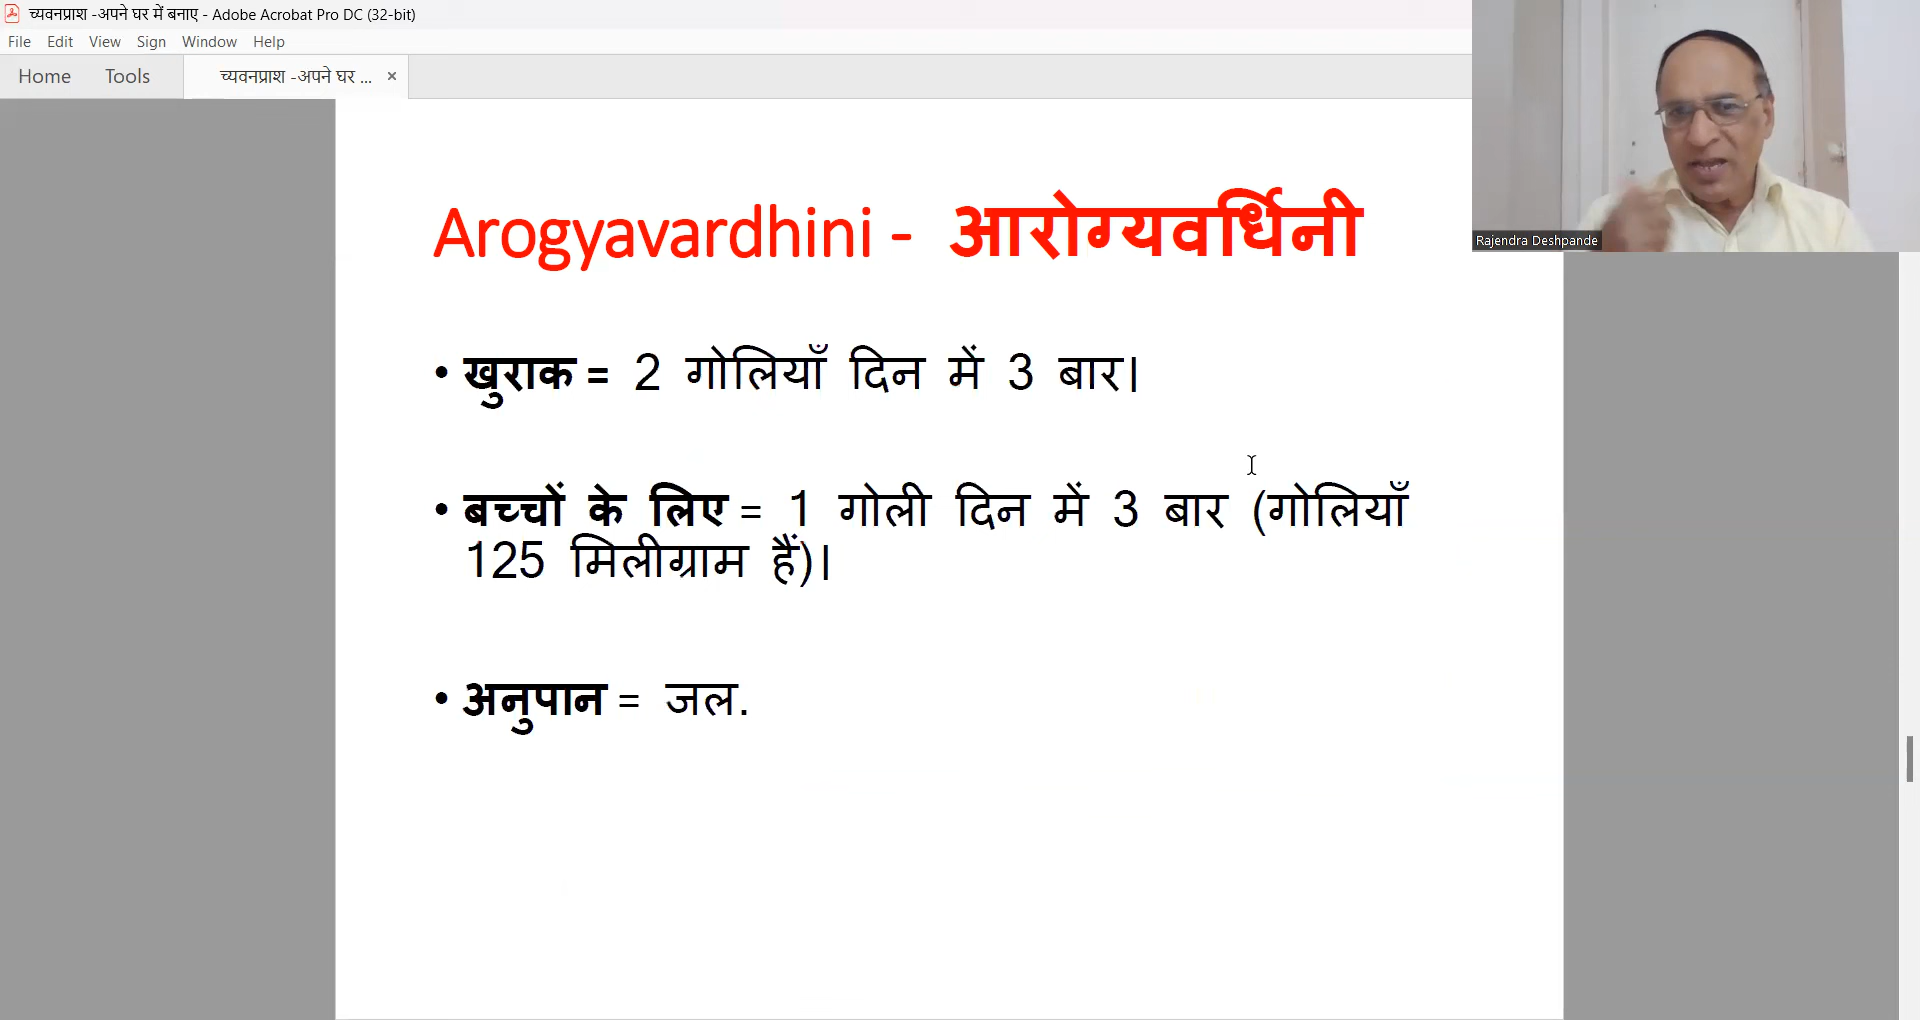 च्यवनप्राश -अपने घर में बनाए - Adobe Acrobat Pro DC (32-bit)
File Edit View Sign Window Help
Home Tools च्यवनप्राश -अपने घर ... ×
Rajendra Deshpande
Arogyavardhini - आरोग्यवर्धिनी
• खुराक = 2 गोलियाँ दिन में 3 बार।
• बच्चों के लिए = 1 गोली दिन में 3 बार (गोलियाँ
125 मिलीग्राम हैं)।
• अनुपान = जल.